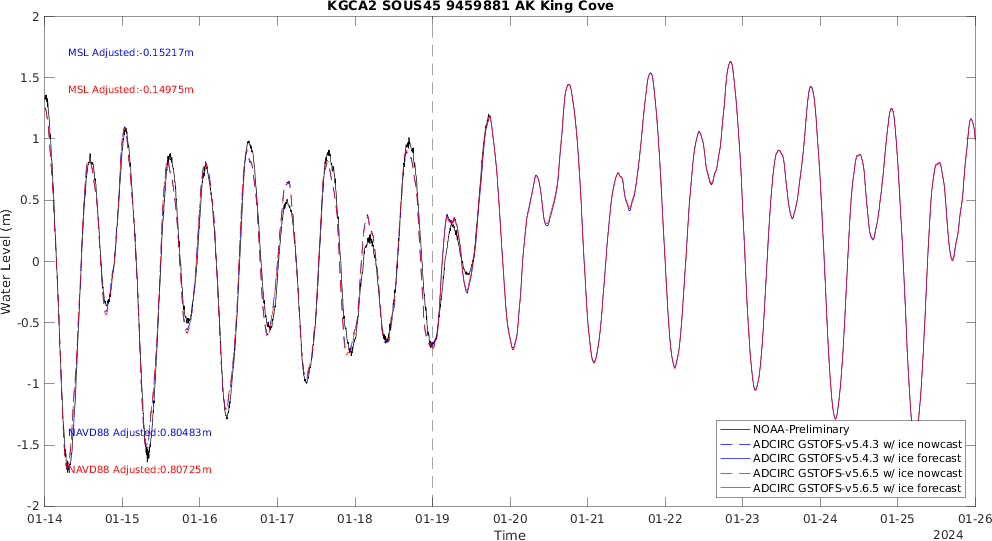 KGCA2 SOUS45 9459881 AK King Cove
MSL Adjusted:-0.15217m
MSL Adjusted:-0.14975m
NAVD88 Adjusted:0.80483m
NAVD88 Adjusted:0.80725m
Water Level (m)
2
1.5
1
0.5
0
-0.5
-1
-1.5
-2
NOAA-Preliminary
ADCIRC GSTOFS-v5.4.3 w/ ice nowcast
ADCIRC GSTOFS-v5.4.3 w/ ice forecast
ADCIRC GSTOFS-v5.6.5 w/ ice nowcast
ADCIRC GSTOFS-v5.6.5 w/ ice forecast
01-14 01-15 01-16 01-17 01-18 01-19 01-20 01-21 01-22 01-23 01-24 01-25 01-26
Time
2024